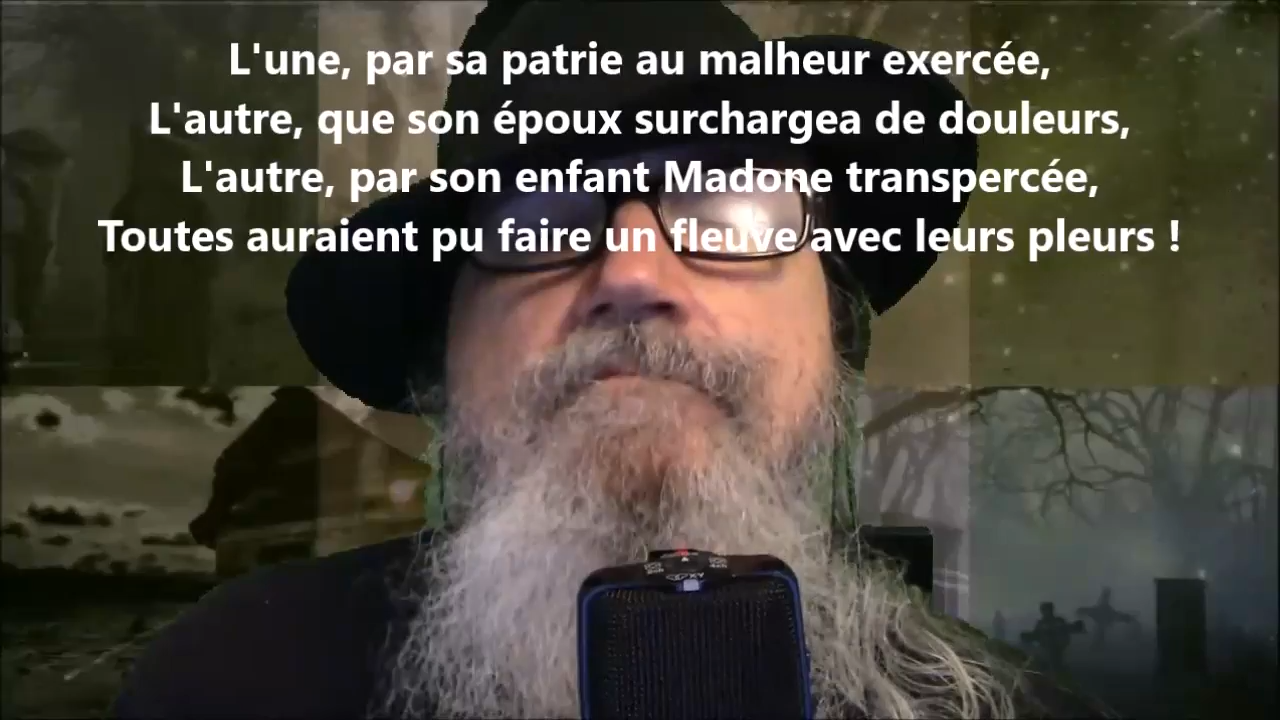 L'une, par sa patrie au malheur exercée,
L'autre, que son époux surchargea de douleurs,
L'autre, par son enfant Madone transpercée,
Toutes auraient pu faire un fleuve avec leurs pleurs !